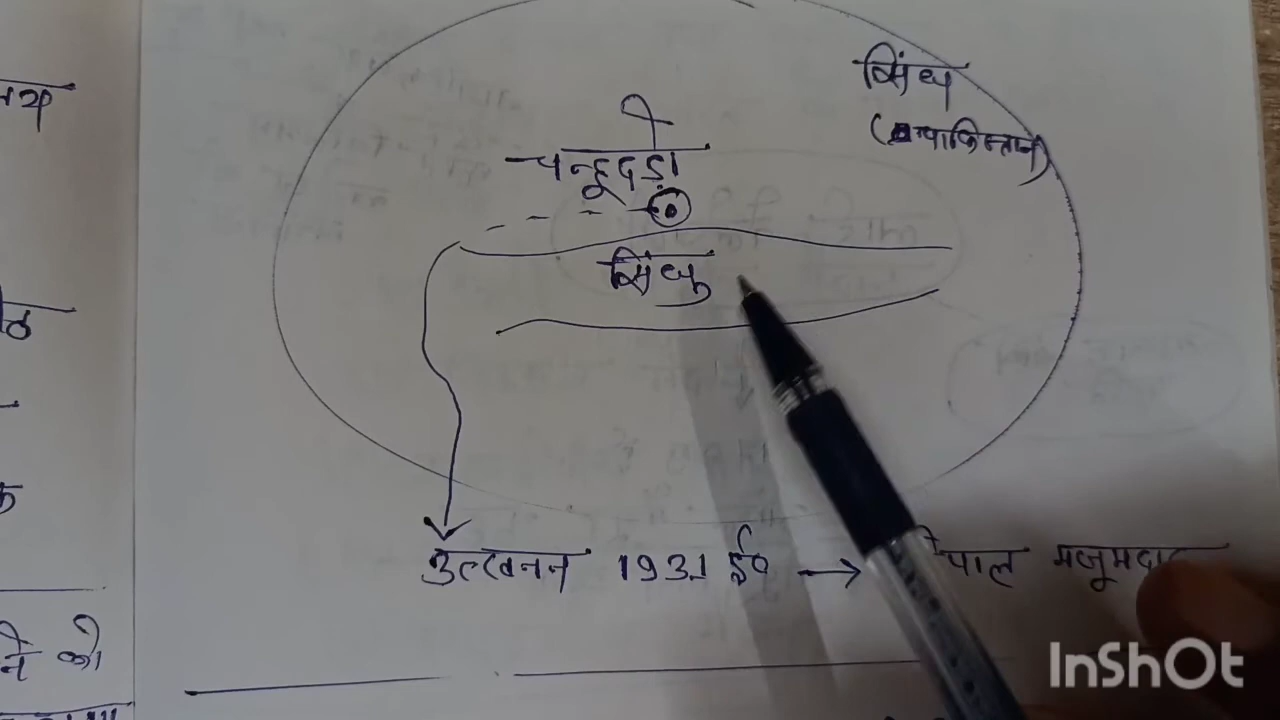 सिंध
(पाकिस्तान)
चन्हूदड़ो
सिंधु
उत्खनन 1931 ई० → पाल मजूमदा
ने को
InShOt